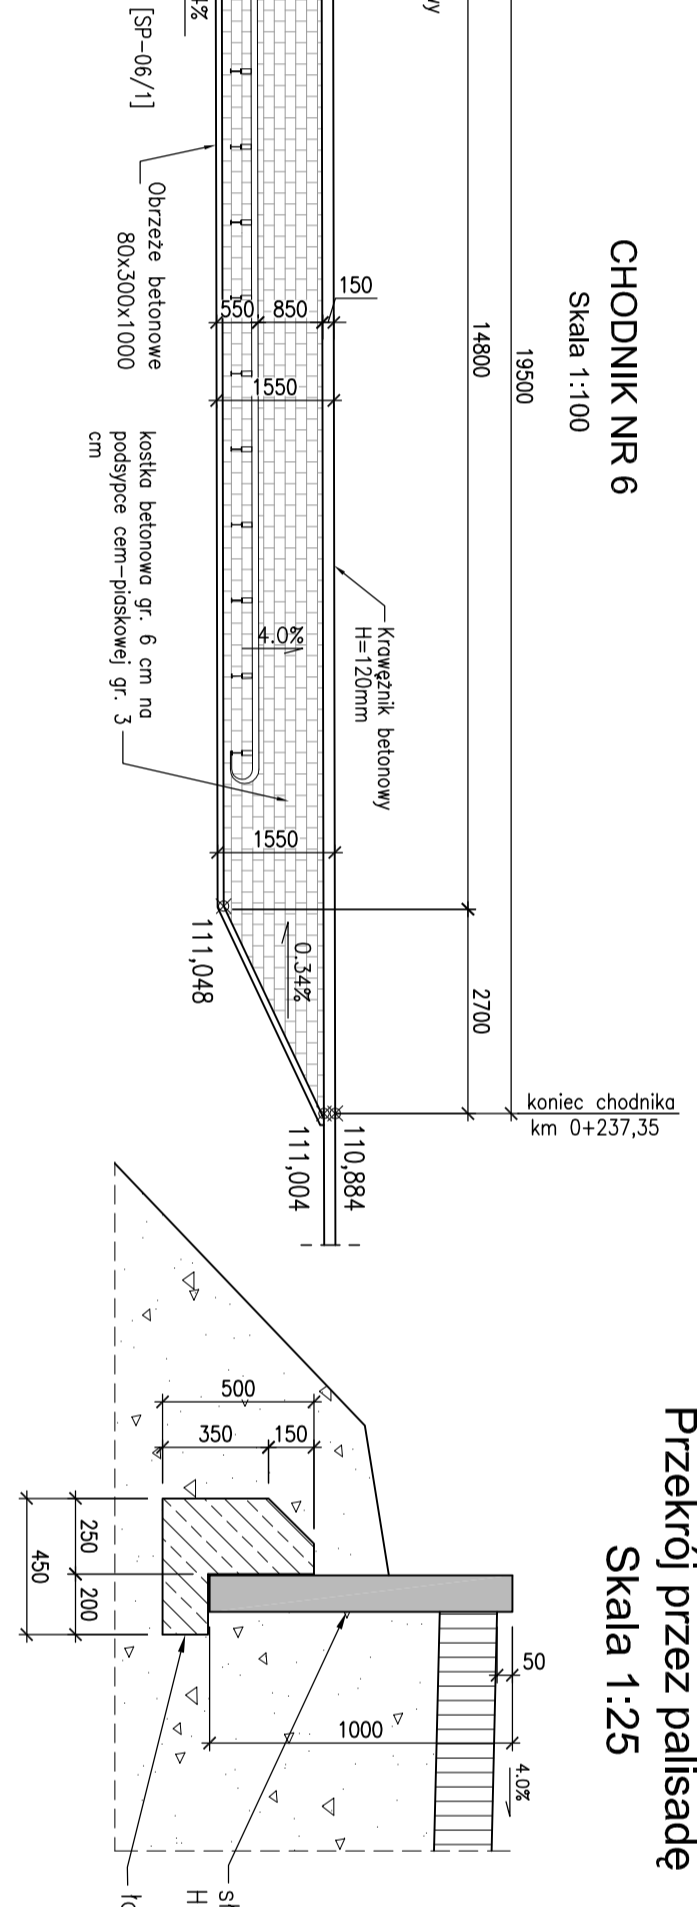 CHODNIK NR 6
Skala 1:100
19500
14800
2700
koniec chodnika
km 0+237,35
[SP-06/1]
Obrzeże betonowe
80x300x1000
150
550
850
1550
Krawężnik betonowy
H=120mm
4.0%
kostka betonowa gr. 6 cm na
podsypce cem-piaskowej gr. 3
cm
1550
0.34%
111,048
111,004
110,884
Przekrój przez palisadę
Skala 1:25
500
350
150
250
200
450
50
1000
4.0%